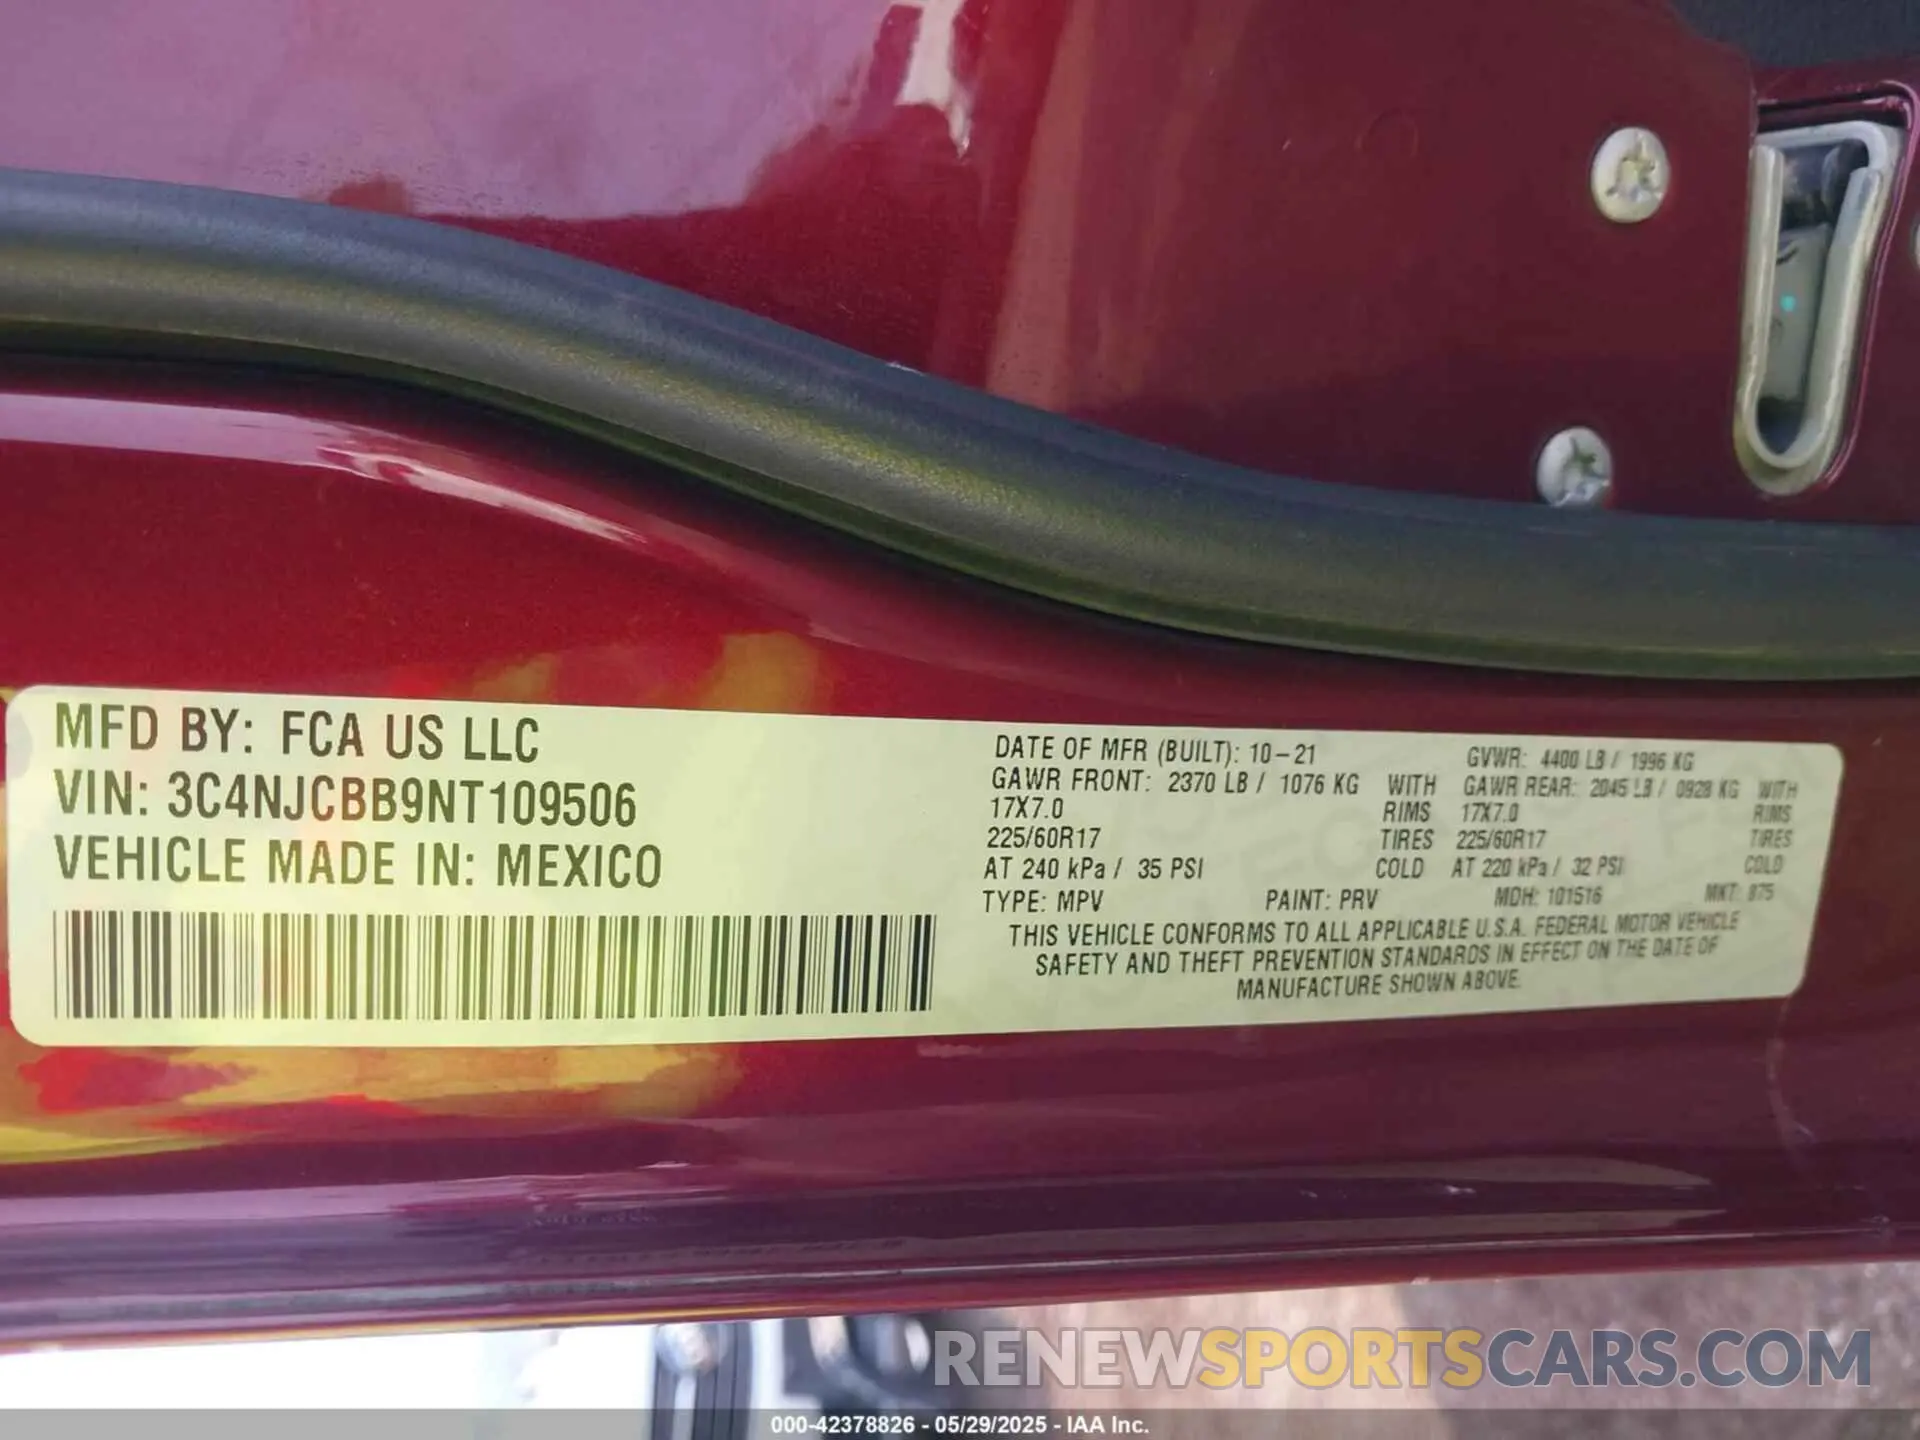 MFD BY: FCA US LLC
VIN: 3C4NJCBB9NT109506
VEHICLE MADE IN: MEXICO
DATE OF MFR (BUILT): 10-21 GVWR: 4400 LB / 1996 KG
GAWR FRONT: 2370 LB / 1076 KG WITH GAWR REAR: 2045 LB / 0928 KG WITH
17X7.0 RIMS 17X7.0 RIMS
225/60R17 TIRES 225/60R17 TIRES
AT 240 kPa / 35 PSI COLD AT 220 kPa / 32 PSI COLD
TYPE: MPV PAINT: PRV MDH: 101516 MKT: 875
THIS VEHICLE CONFORMS TO ALL APPLICABLE U.S.A. FEDERAL MOTOR VEHICLE
SAFETY AND THEFT PREVENTION STANDARDS IN EFFECT ON THE DATE OF
MANUFACTURE SHOWN ABOVE.
RENEWSPORTSCARS.COM
000-42378826 - 05/29/2025 - IAA Inc.